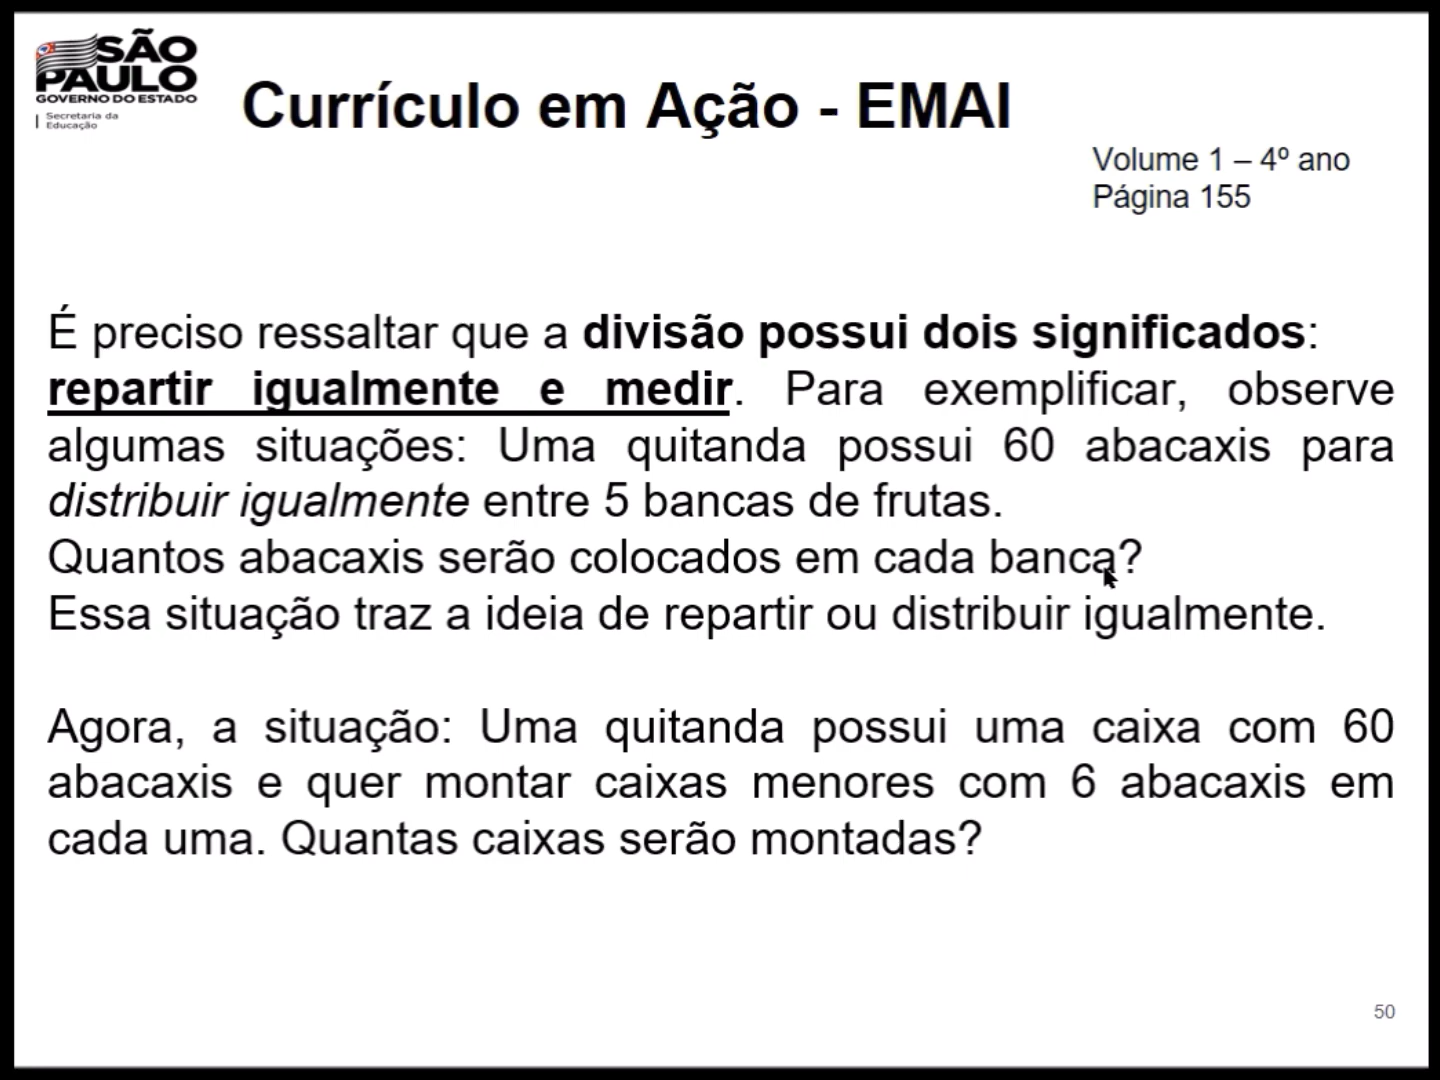 SÃO
PAULO
GOVERNO DO ESTADO
Secretaria da
Educação
Currículo em Ação - EMAI
Volume 1 – 4º ano
Página 155
É preciso ressaltar que a divisão possui dois significados:
repartir igualmente e medir. Para exemplificar, observe
algumas situações: Uma quitanda possui 60 abacaxis para
distribuir igualmente entre 5 bancas de frutas.
Quantos abacaxis serão colocados em cada banca?
Essa situação traz a ideia de repartir ou distribuir igualmente.
Agora, a situação: Uma quitanda possui uma caixa com 60
abacaxis e quer montar caixas menores com 6 abacaxis em
cada uma. Quantas caixas serão montadas?
50